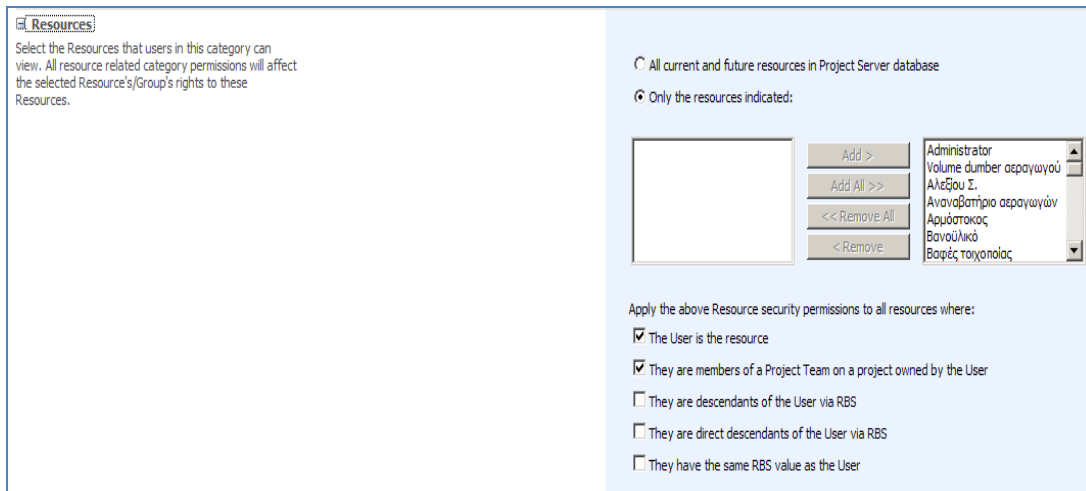 Resources
Select the Resources that users in this category can
view. All resource related category permissions will affect
the selected Resource's/Group's rights to these
Resources.
All current and future resources in Project Server database
Only the resources indicated:
Add >
Add All >>
<< Remove All
< Remove
Administrator
Volume dumber αεραγωγού
Αλεξίου Σ.
Αναναβατήριο αεραγωγών
Αρμόστοκος
Βανοϋλικό
Βαφές τοιχοποίας
Apply the above Resource security permissions to all resources where:
The User is the resource
They are members of a Project Team on a project owned by the User
They are descendants of the User via RBS
They are direct descendants of the User via RBS
They have the same RBS value as the User